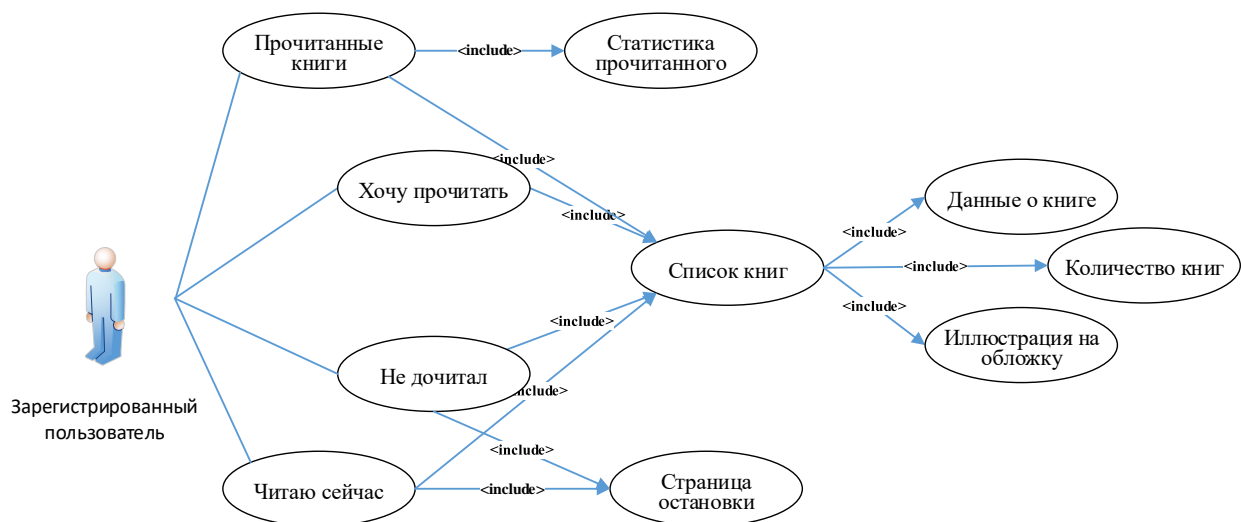 Прочитанные
книги
<include>
Статистика
прочитанного
<include>
Хочу прочитать
<include>
Данные о книге
<include>
Список книг
<include>
Количество книг
<include>
<include>
Иллюстрация на
обложку
Не дочитал
<include>
Зарегистрированный
пользователь
<include>
Читаю сейчас
<include>
Страница
остановки